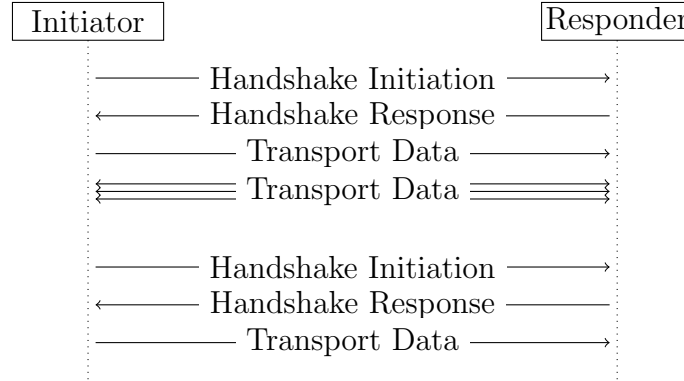 Initiator
Responder
Handshake Initiation
Handshake Response
Transport Data
Transport Data
Handshake Initiation
Handshake Response
Transport Data